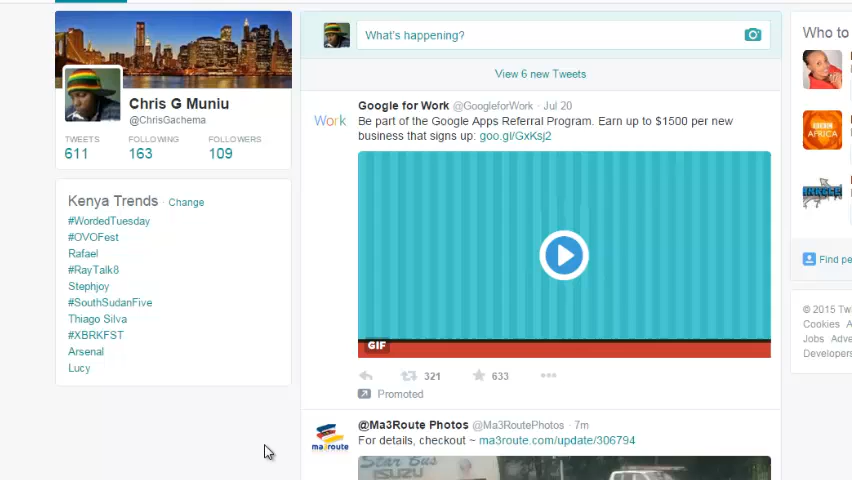 What's happening?
View 6 new Tweets
Chris G Muniu
@ChrisGachema
TWEETS FOLLOWING FOLLOWERS
611 163 109
Kenya Trends · Change
#WordedTuesday
#OVOFest
Rafael
#RayTalk8
Stephjoy
#SouthSudanFive
Thiago Silva
#XBRKFST
Arsenal
Lucy
Work
Google for Work @GoogleforWork · Jul 20
Be part of the Google Apps Referral Program. Earn up to $1500 per new
business that signs up: goo.gl/GxKsj2
GIF
321 633
Promoted
ma3route
@Ma3Route Photos @Ma3RoutePhotos · 7m
For details, checkout ~ ma3route.com/update/306794
Star Bus
ISUZU
Who to
BBC
AFRICA
Find pe
© 2015 Tw
Cookies A
Jobs Adve
Developers